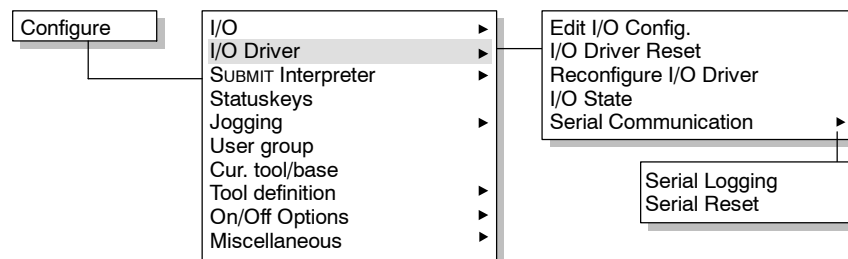 Configure
I/O
I/O Driver
SUBMIT Interpreter
Statuskeys
Jogging
User group
Cur. tool/base
Tool definition
On/Off Options
Miscellaneous
Edit I/O Config.
I/O Driver Reset
Reconfigure I/O Driver
I/O State
Serial Communication
Serial Logging
Serial Reset